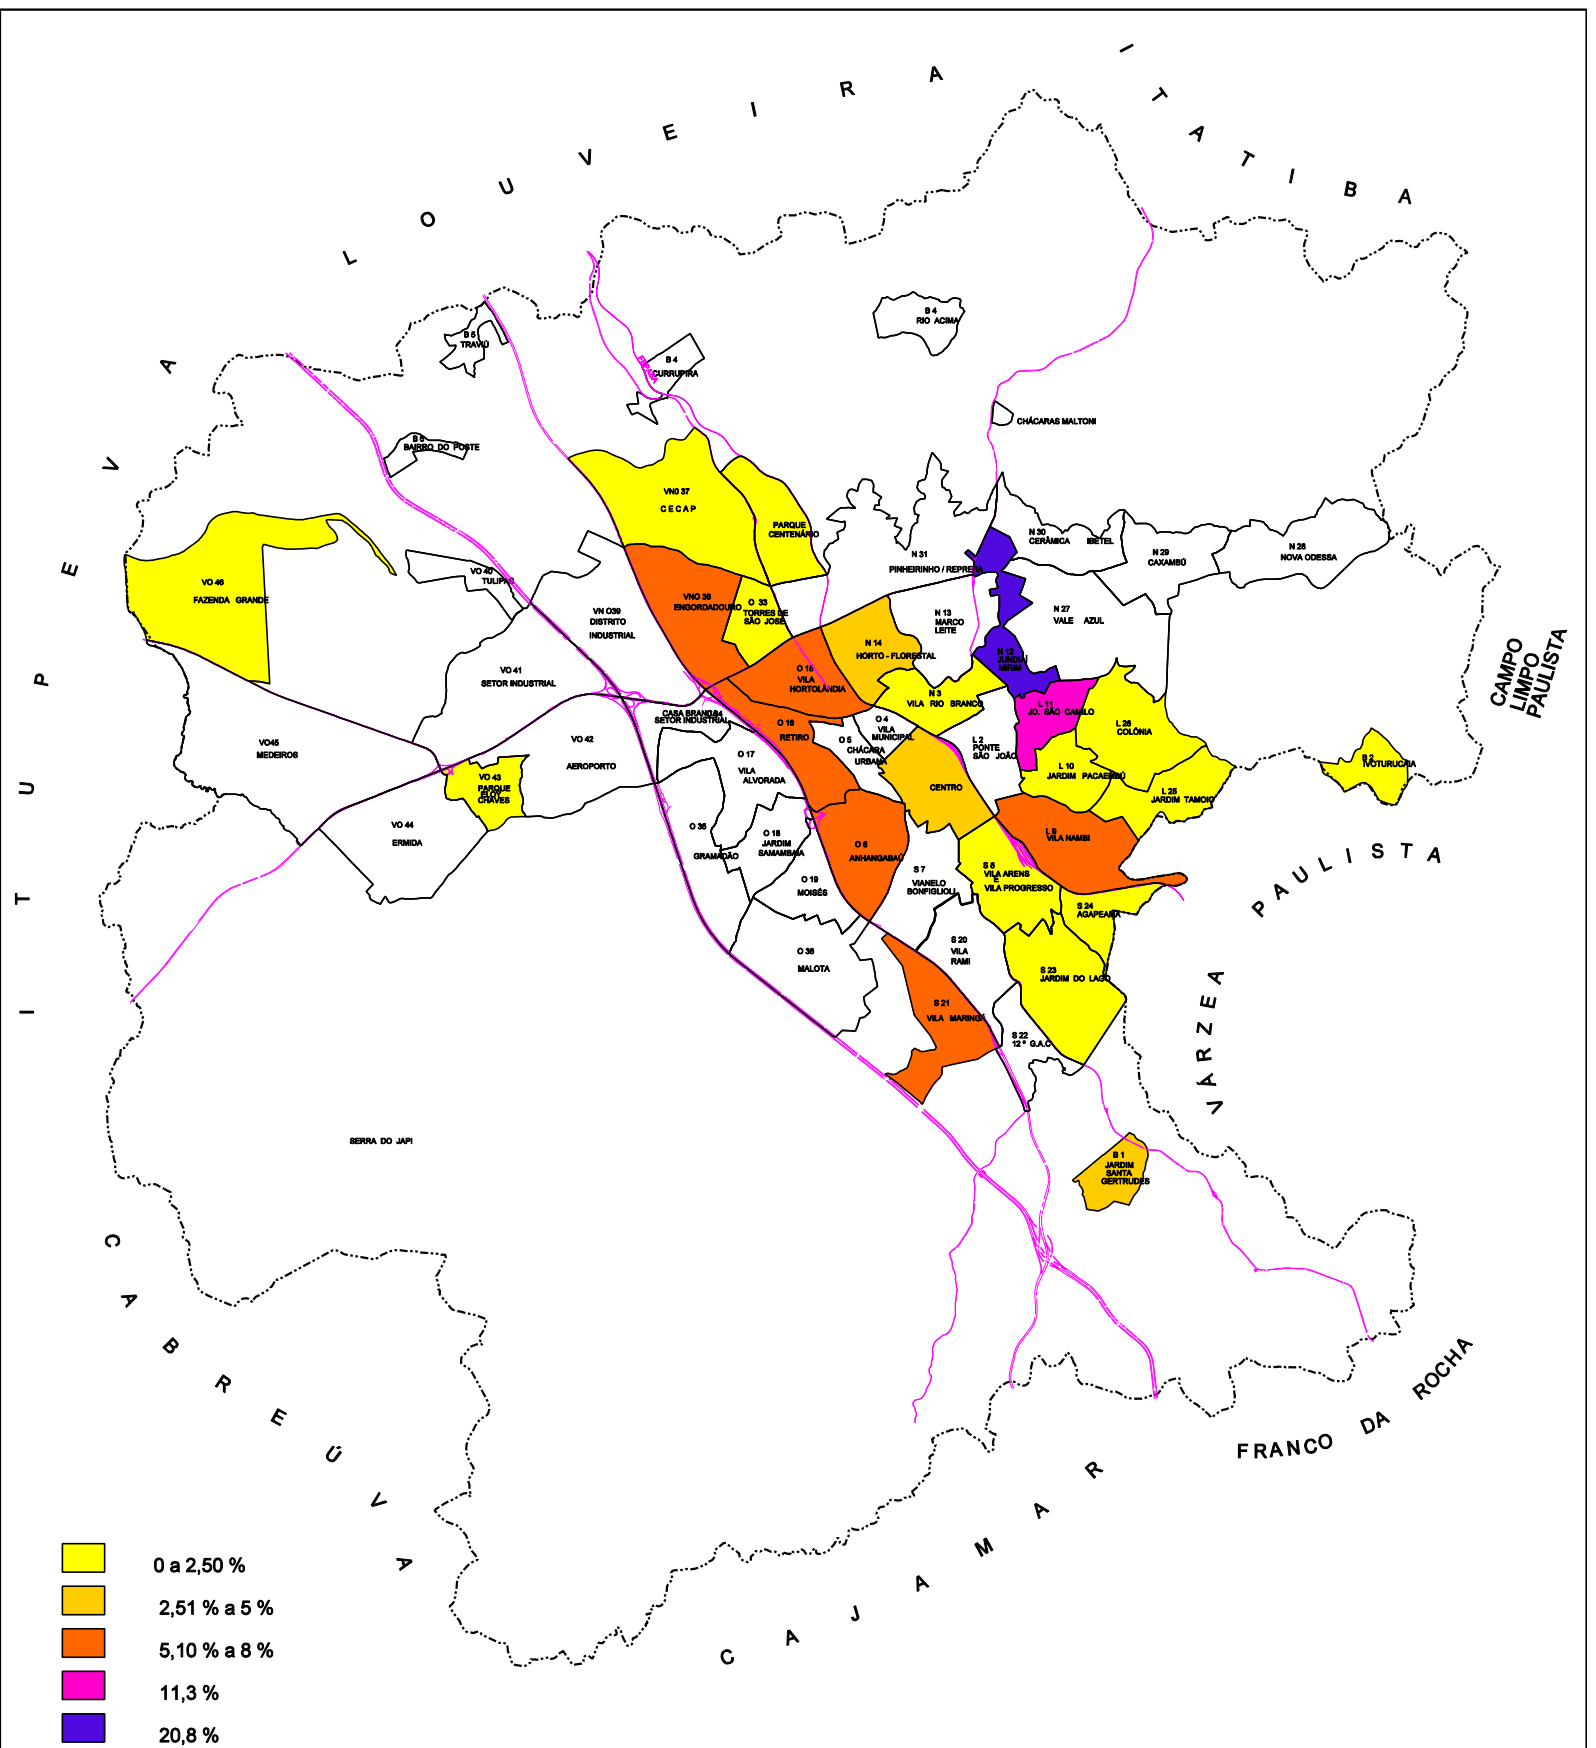 LOUVEIRA
ITATIBA
ITUPEVA
B 4
RIO ACIMA
B 5
TRAVIÚ
B 4
CURRUPIRA
CHÁCARAS MALTONI
B 6
BAIRRO DO POSTE
VN0 37
CECAP
PARQUE
CENTENÁRIO
N 31
PINHEIRINHO / REPRESA
N 30
CERÂMICA IBETEL
N 29
CAXAMBÚ
N 28
NOVA ODESSA
VO 46
FAZENDA GRANDE
VO 40
TULIPAS
VN O39
DISTRITO
INDUSTRIAL
VNO 38
ENGORDADOURO
O 33
TORRES DE
SÃO JOSÉ
N 13
MARCO
LEITE
N 27
VALE AZUL
N 14
HORTO - FLORESTAL
N 12
JUNDIAÍ
MIRIM
CAMPO
LIMPO
PAULISTA
VO 41
SETOR INDUSTRIAL
O 15
VILA
HORTOLÂNDIA
N 3
VILA RIO BRANCO
L 11
JD. SÃO CAMILO
L 26
COLÔNIA
CASA BRANCA
SETOR INDUSTRIAL
O 16
RETIRO
O 4
VILA
MUNICIPAL
O 5
CHÁCARA
URBANA
L 2
PONTE
SÃO JOÃO
VO45
MEDEIROS
VO 42
AEROPORTO
O 17
VILA
ALVORADA
L 10
JARDIM PACAEMBÚ
B 2
IVOTURUCAIA
VO 43
PARQUE
ELOY
CHAVES
CENTRO
L 25
JARDIM TAMOIO
VO 44
ERMIDA
O 35
GRAMADÃO
O 18
JARDIM
SAMAMBAIA
O 6
ANHANGABAÚ
L 9
VILA NAMBI
O 19
MOISÉS
S 7
VIANELO
BONFIGLIOLI
S 8
VILA ARENS
E
VILA PROGRESSO
S 24
AGAPEAMA
VÁRZEA PAULISTA
O 36
MALOTA
S 20
VILA
RAMI
S 23
JARDIM DO LAGO
S 21
VILA MARINGÁ
S 22
12 º G.A.C
SERRA DO JAPI
B 1
JARDIM
SANTA
GERTRUDES
CABREÚVA
CAJAMAR
FRANCO DA ROCHA
0 a 2,50 %
2,51 % a 5 %
5,10 % a 8 %
11,3 %
20,8 %